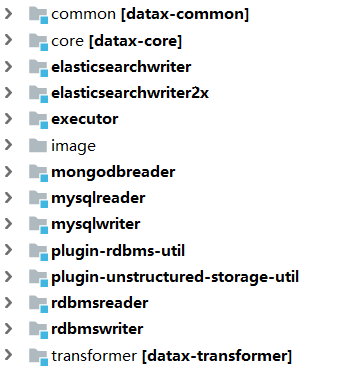 common [datax-common]
core [datax-core]
elasticsearchwriter
elasticsearchwriter2x
executor
image
mongodbreader
mysqlreader
mysqlwriter
plugin-rdbms-util
plugin-unstructured-storage-util
rdbmsreader
rdbmswriter
transformer [datax-transformer]